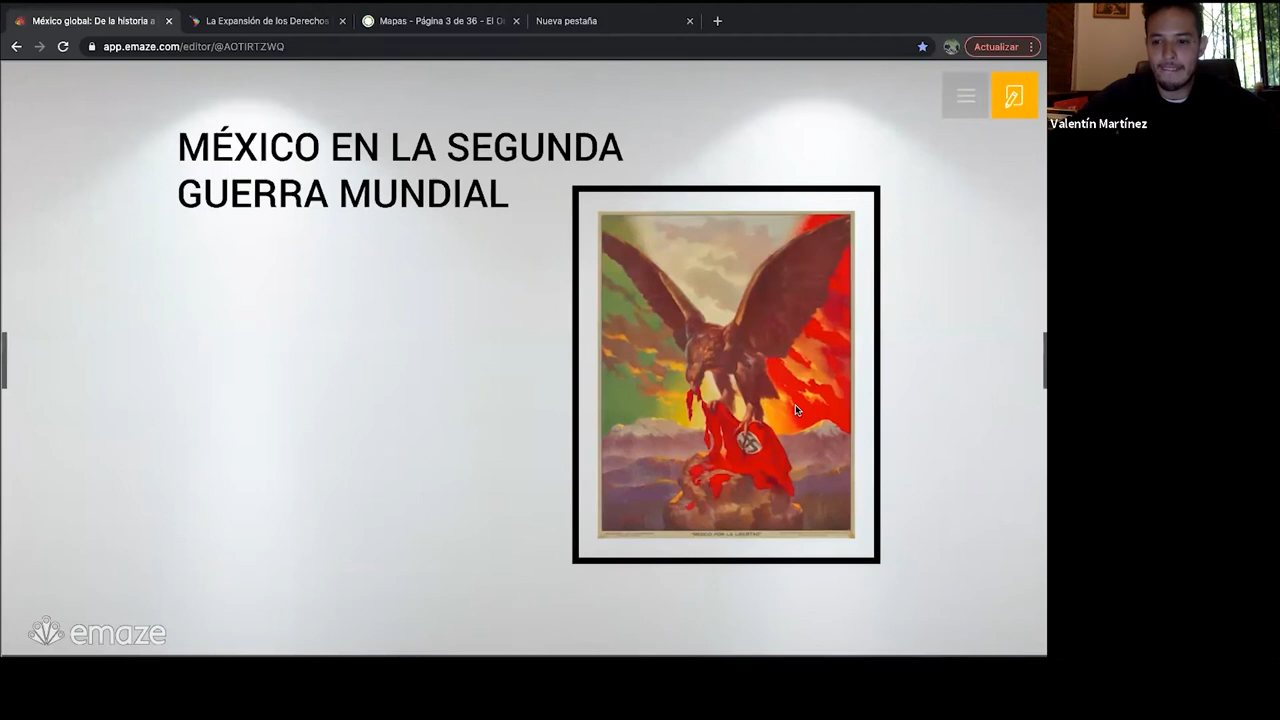 México global: De la historia a
La Expansión de los Derechos
Mapas - Página 3 de 36 - El O
Nueva pestaña
app.emaze.com/editor/@AOTIRTZWQ
Actualizar
Valentín Martínez
MÉXICO EN LA SEGUNDA
GUERRA MUNDIAL
"MEXICO POR LA LIBERTAD"
emaze